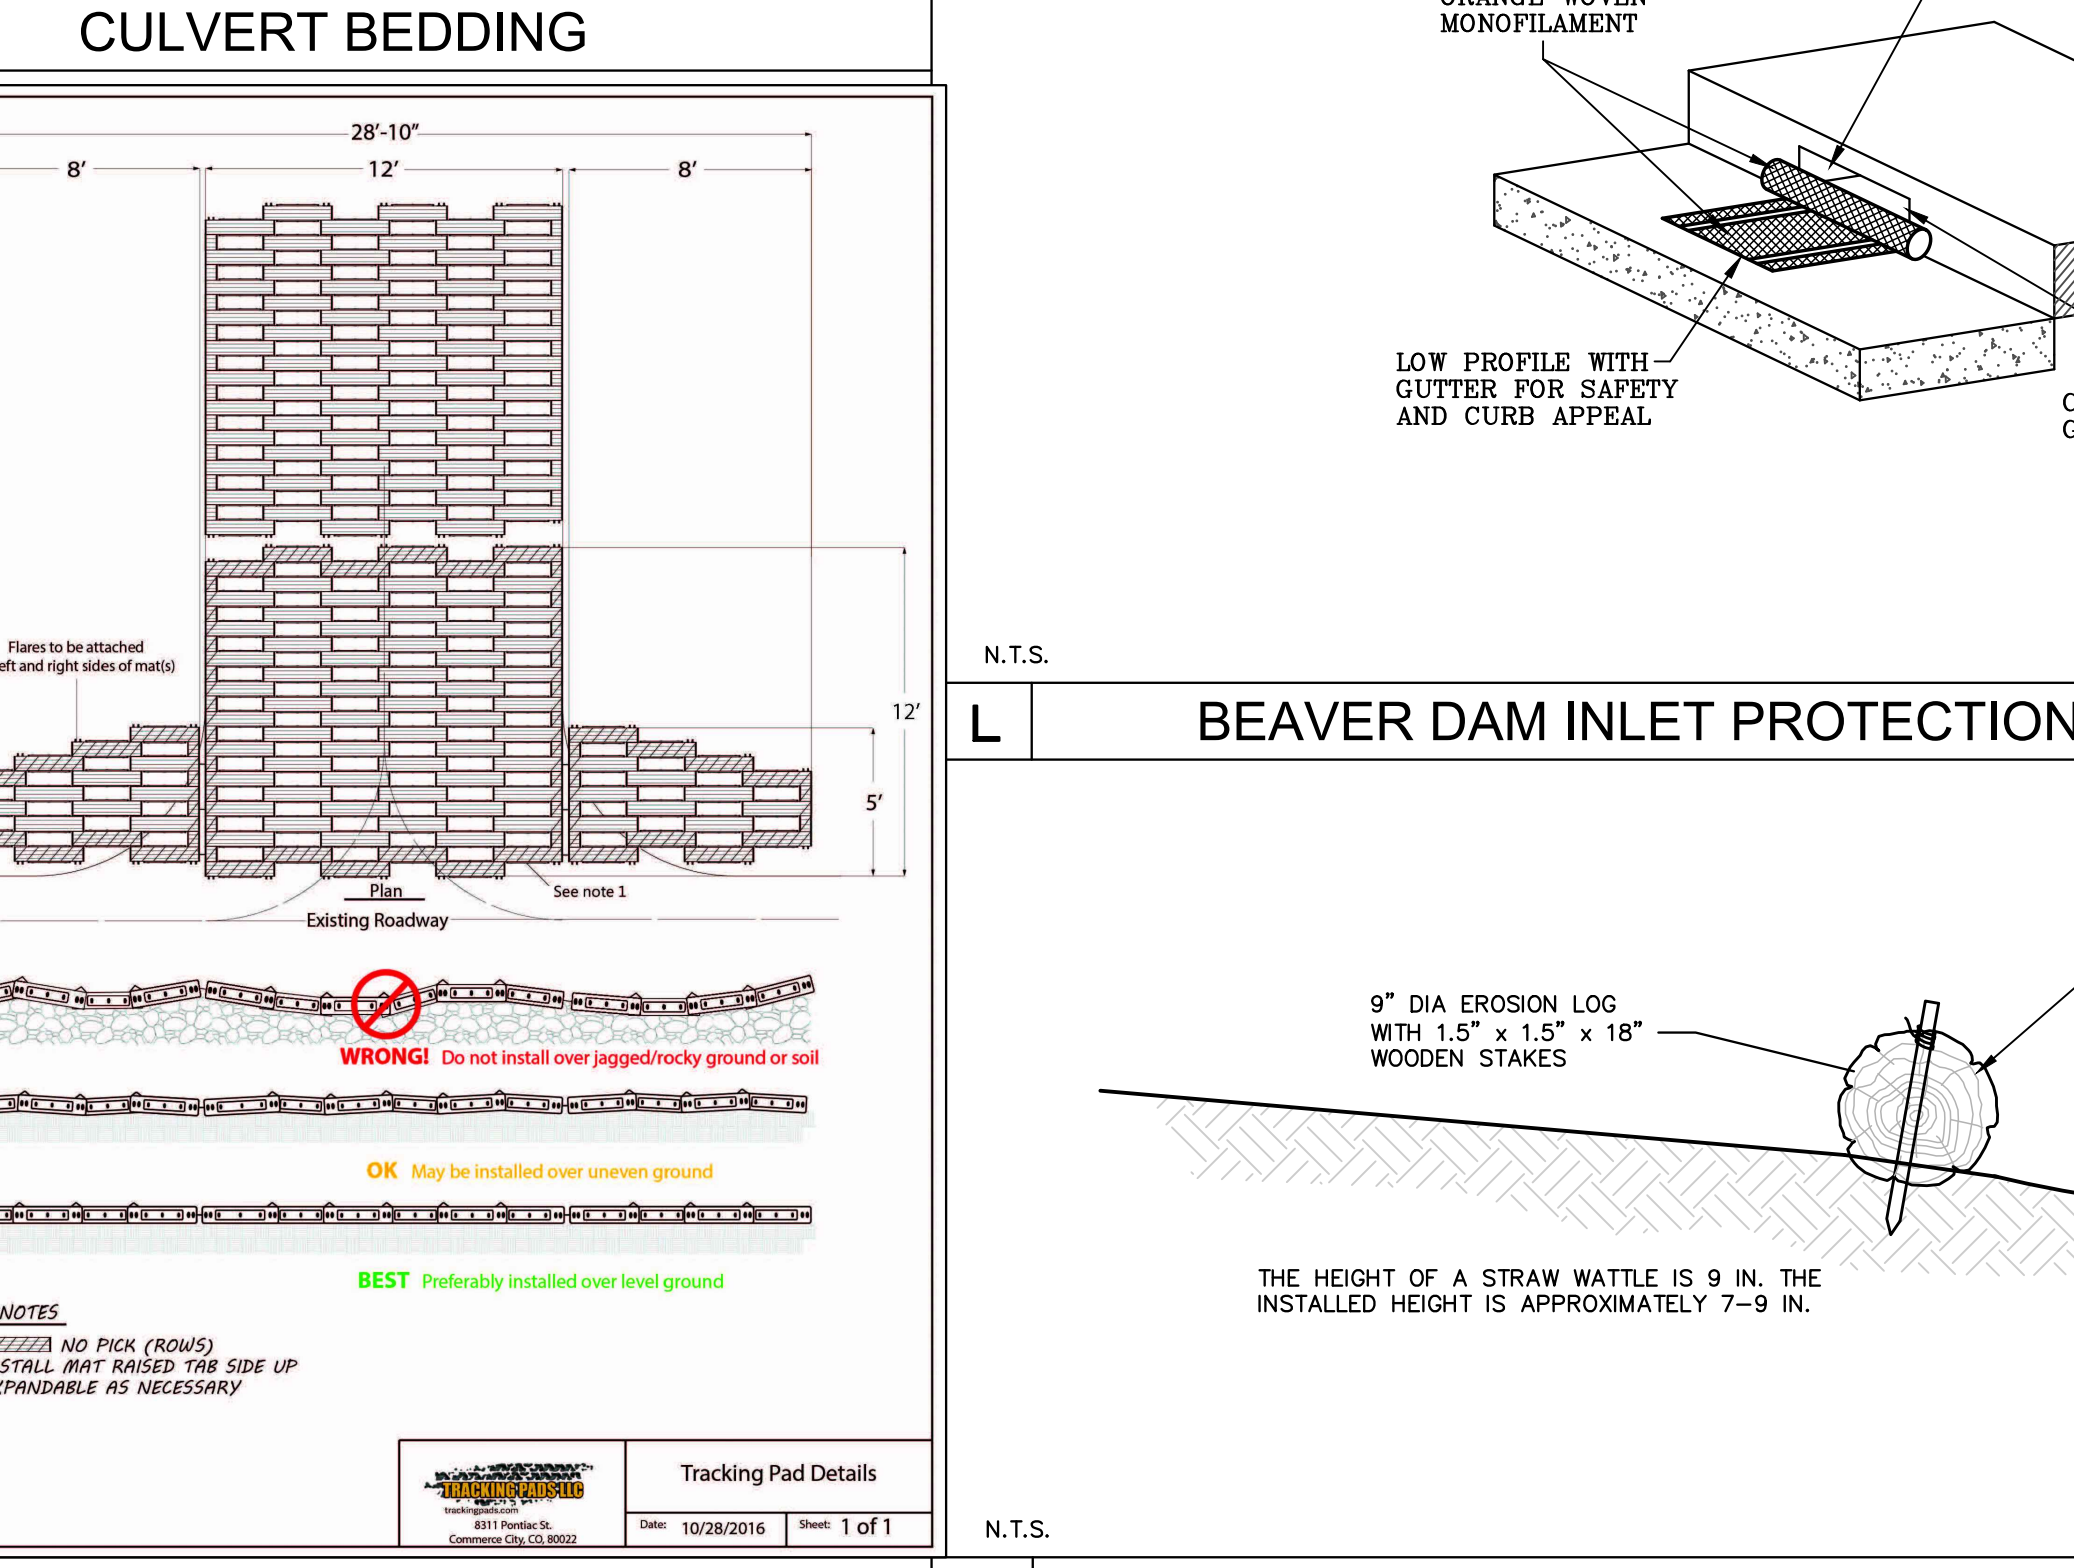 CULVERT BEDDING
28'-10"
8'
12'
8'
Flares to be attached
eft and right sides of mat(s)
12'
5'
Plan
See note 1
Existing Roadway
WRONG! Do not install over jagged/rocky ground or soil
OK May be installed over uneven ground
BEST Preferably installed over level ground
NOTES
NO PICK (ROWS)
STALL MAT RAISED TAB SIDE UP
XPANDABLE AS NECESSARY
TRACKING PADS LLC
trackingpads.com
8311 Pontiac St.
Commerce City, CO, 80022
Tracking Pad Details
Date: 10/28/2016
Sheet: 1 of 1
ORANGE WOVEN
MONOFILAMENT
LOW PROFILE WITH
GUTTER FOR SAFETY
AND CURB APPEAL
N.T.S.
L
BEAVER DAM INLET PROTECTION
9" DIA EROSION LOG
WITH 1.5" x 1.5" x 18"
WOODEN STAKES
THE HEIGHT OF A STRAW WATTLE IS 9 IN. THE
INSTALLED HEIGHT IS APPROXIMATELY 7-9 IN.
N.T.S.